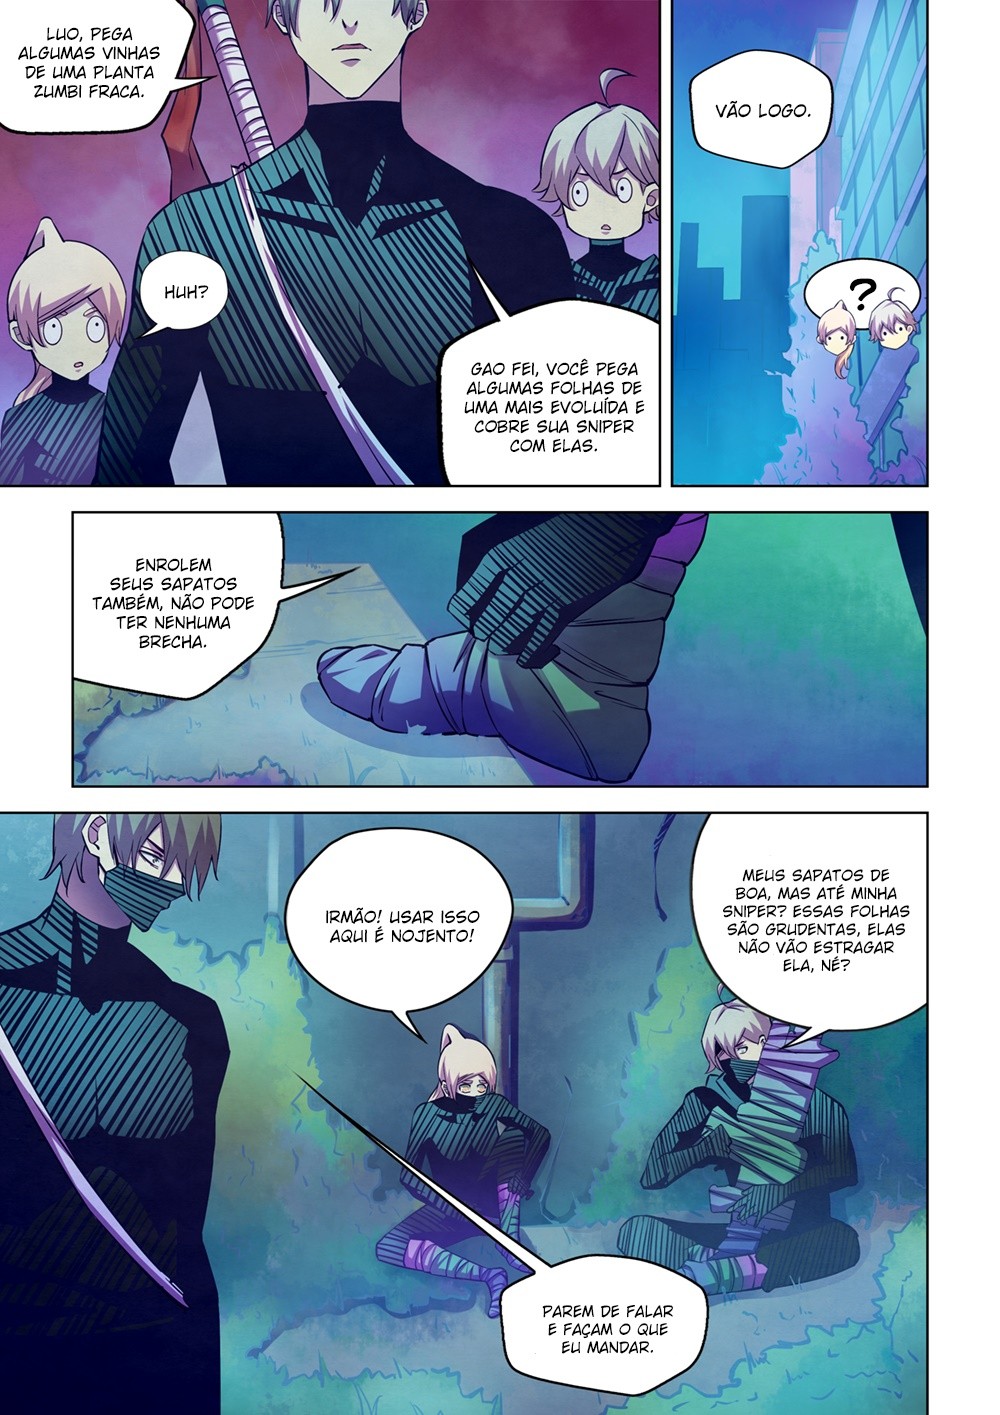 LUO, PEGA
ALGUMAS VINHAS
DE UMA PLANTA
ZUMBI FRACA.
HUH?
GAO FEI, VOCÊ PEGA
ALGUMAS FOLHAS DE
UMA MAIS EVOLUÍDA E
COBRE SUA SNIPER
COM ELAS.
VÃO LOGO.
?
ENROLEM
SEUS SAPATOS
TAMBÉM, NÃO PODE
TER NENHUMA
BRECHA.
IRMÃO! USAR ISSO
AQUI É NOJENTO!
MEUS SAPATOS DE
BOA, MAS ATÉ MINHA
SNIPER? ESSAS FOLHAS
SÃO GRUDENTAS, ELAS
NÃO VÃO ESTRAGAR
ELA, NÉ?
PAREM DE FALAR
E FAÇAM O QUE
EU MANDAR.